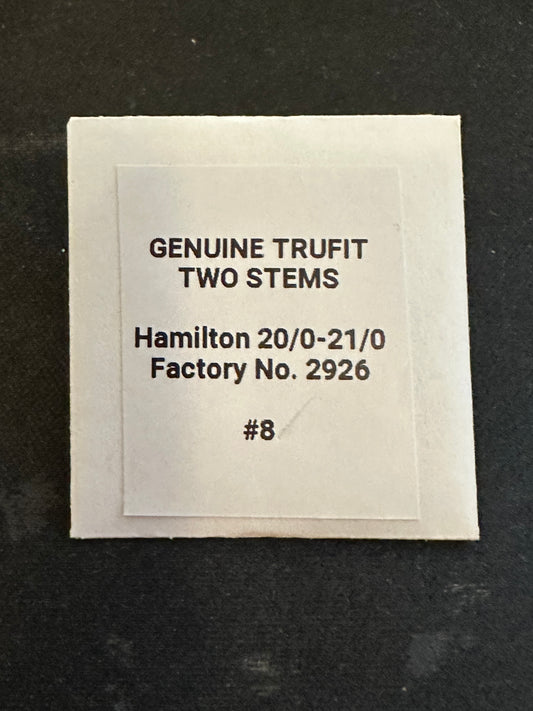 GENUINE TRUFIT
TWO STEMS
Hamilton 20/0-21/0
Factory No. 2926
#8